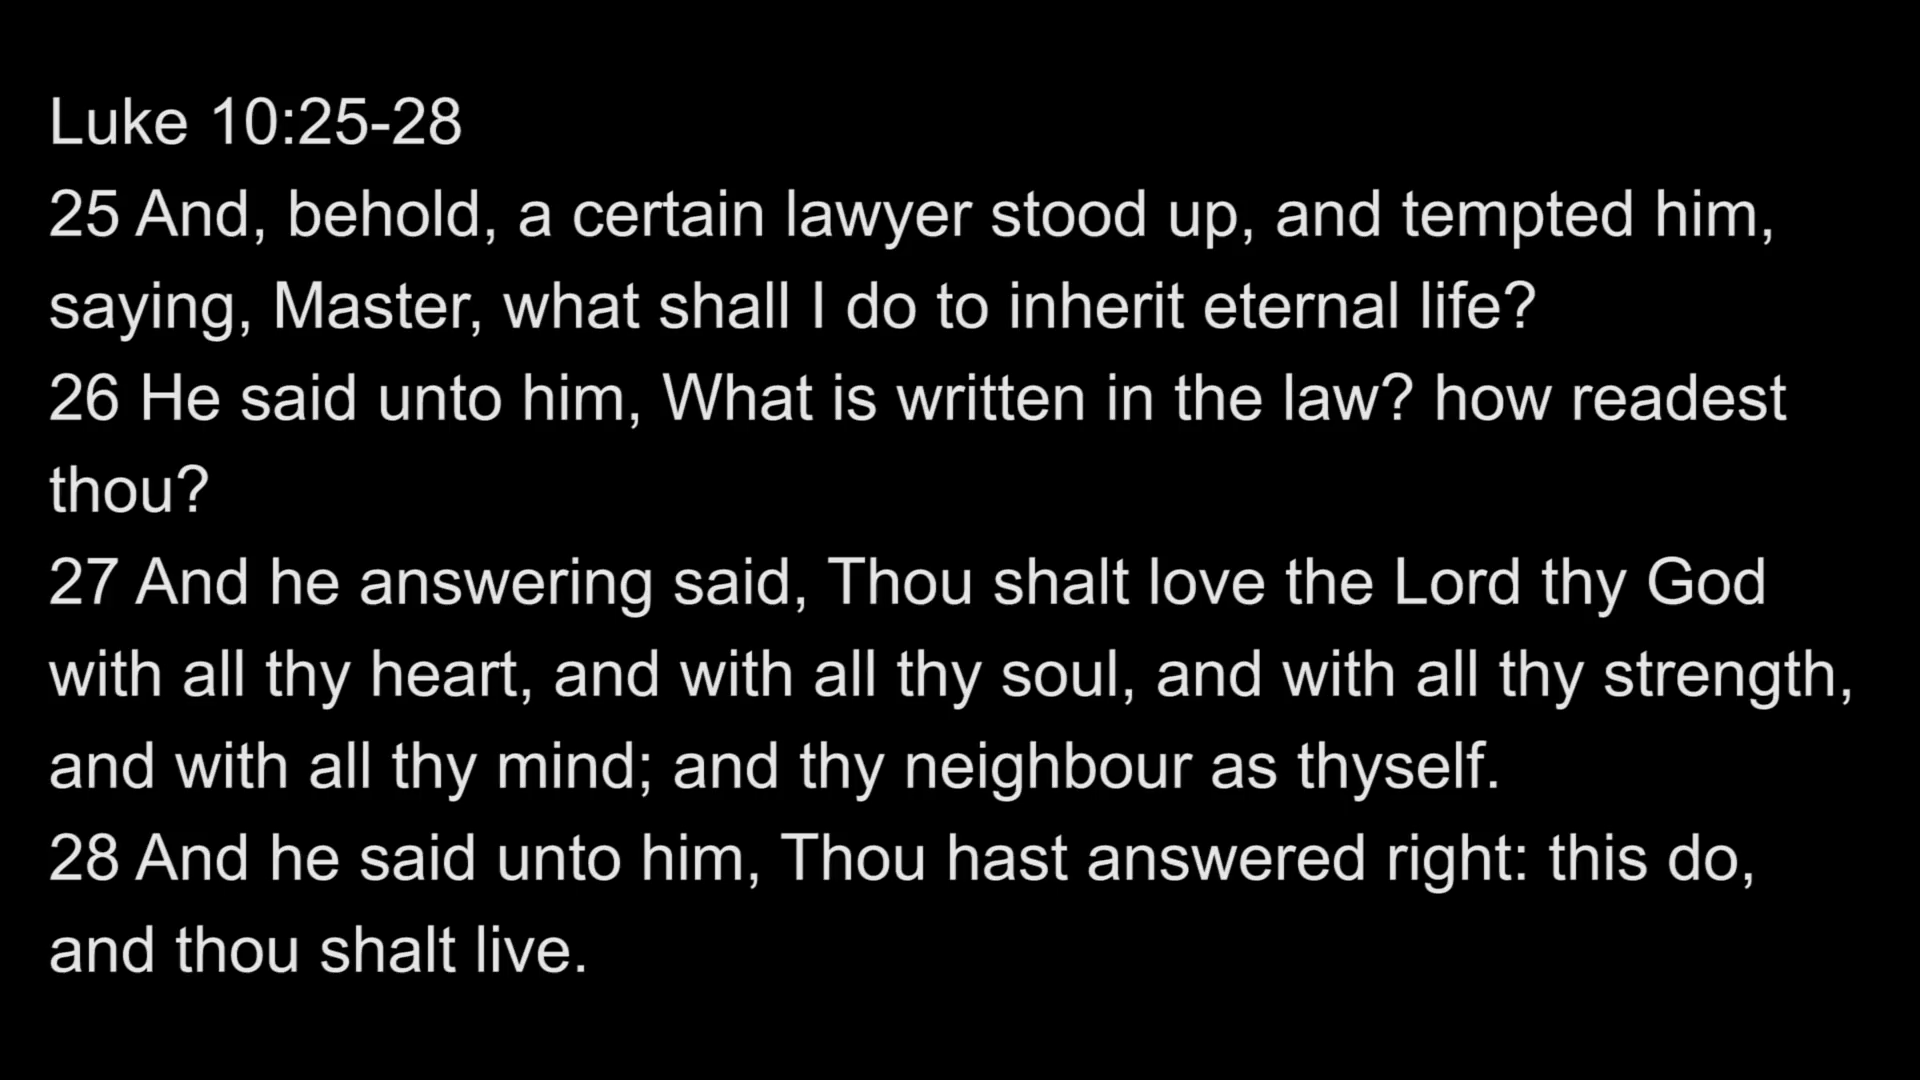 Luke 10:25-28
25 And, behold, a certain lawyer stood up, and tempted him,
saying, Master, what shall I do to inherit eternal life?
26 He said unto him, What is written in the law? how readest
thou?
27 And he answering said, Thou shalt love the Lord thy God
with all thy heart, and with all thy soul, and with all thy strength,
and with all thy mind; and thy neighbour as thyself.
28 And he said unto him, Thou hast answered right: this do,
and thou shalt live.